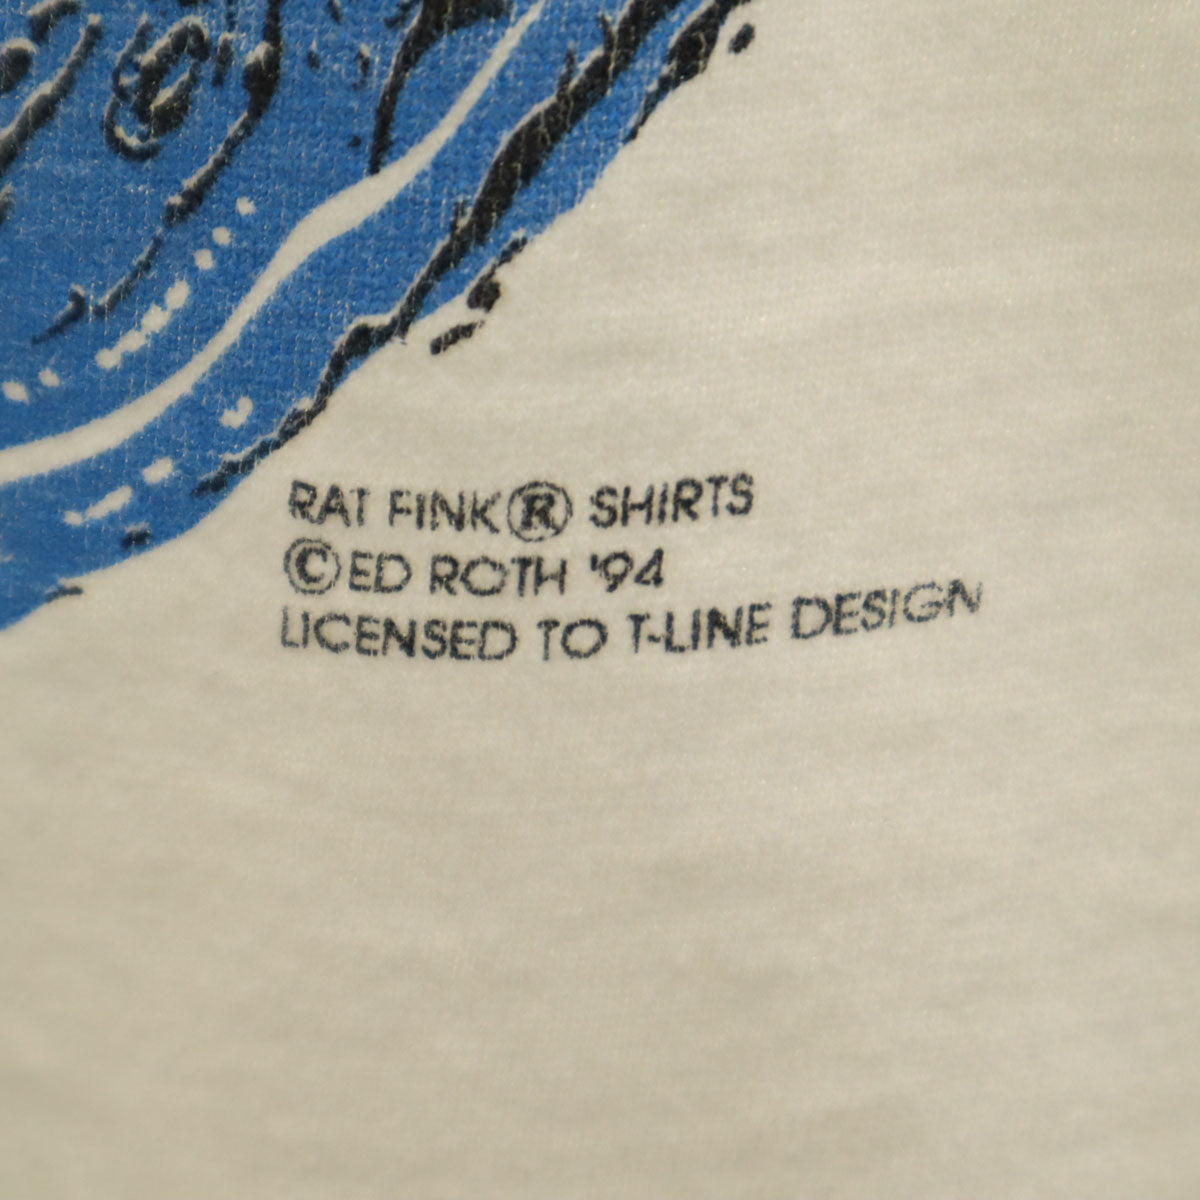 RAT FINK® SHIRTS
©ED ROTH '94
LICENSED TO T-LINE DESIGN